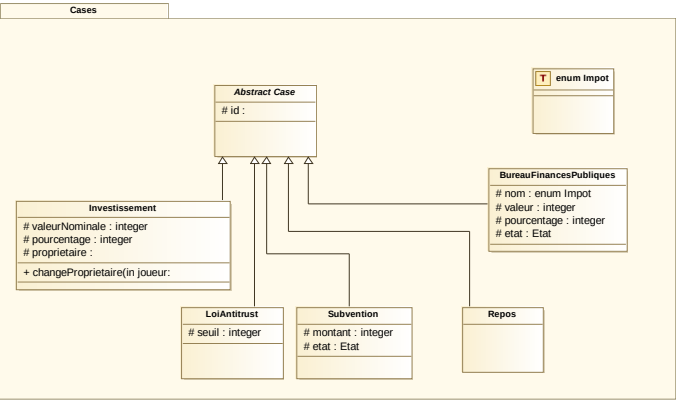 Cases
T enum Impot
Abstract Case
# id :
BureauFinancesPubliques
# nom : enum Impot
# valeur : integer
# pourcentage : integer
# etat : Etat
Investissement
# valeurNominale : integer
# pourcentage : integer
# proprietaire :
+ changeProprietaire(in joueur:
LoiAntitrust
# seuil : integer
Subvention
# montant : integer
# etat : Etat
Repos